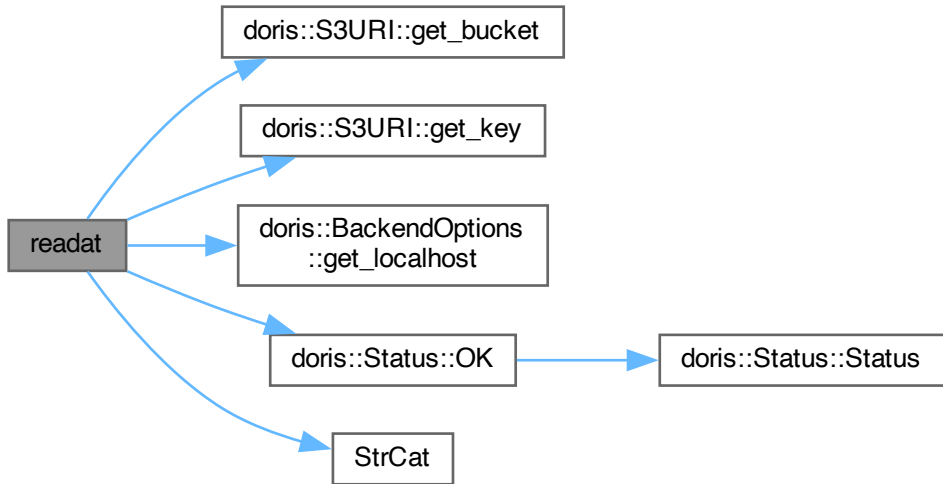 doris::S3URI::get_bucket
doris::S3URI::get_key
readat
doris::BackendOptions
::get_localhost
doris::Status::OK
doris::Status::Status
StrCat